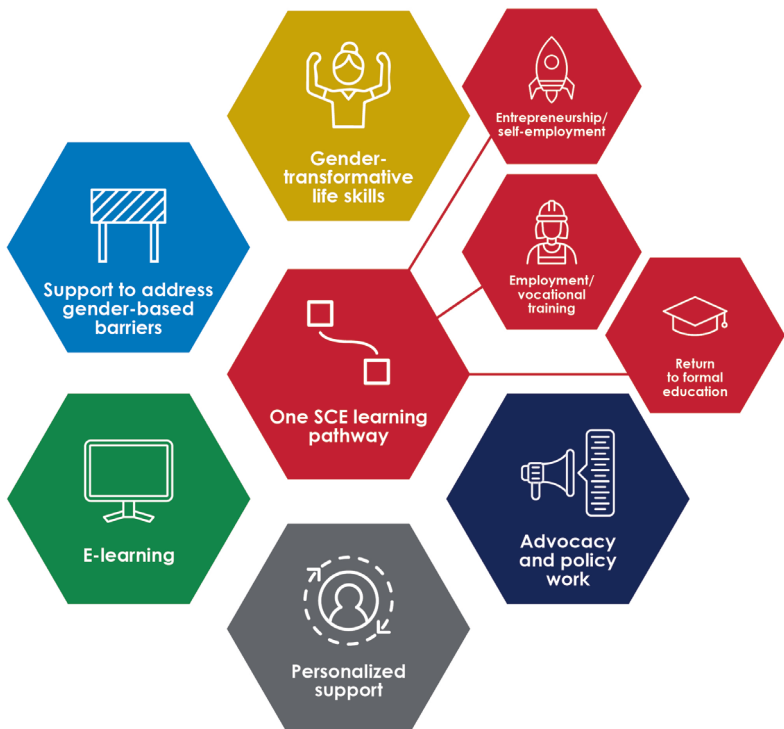 Entrepreneurship/
self-employment
Gender-
transformative
life skills
Employment/
vocational
training
Support to address
gender-based
barriers
Return
to formal
education
One SCE learning
pathway
E-learning
Advocacy
and policy
work
Personalized
support